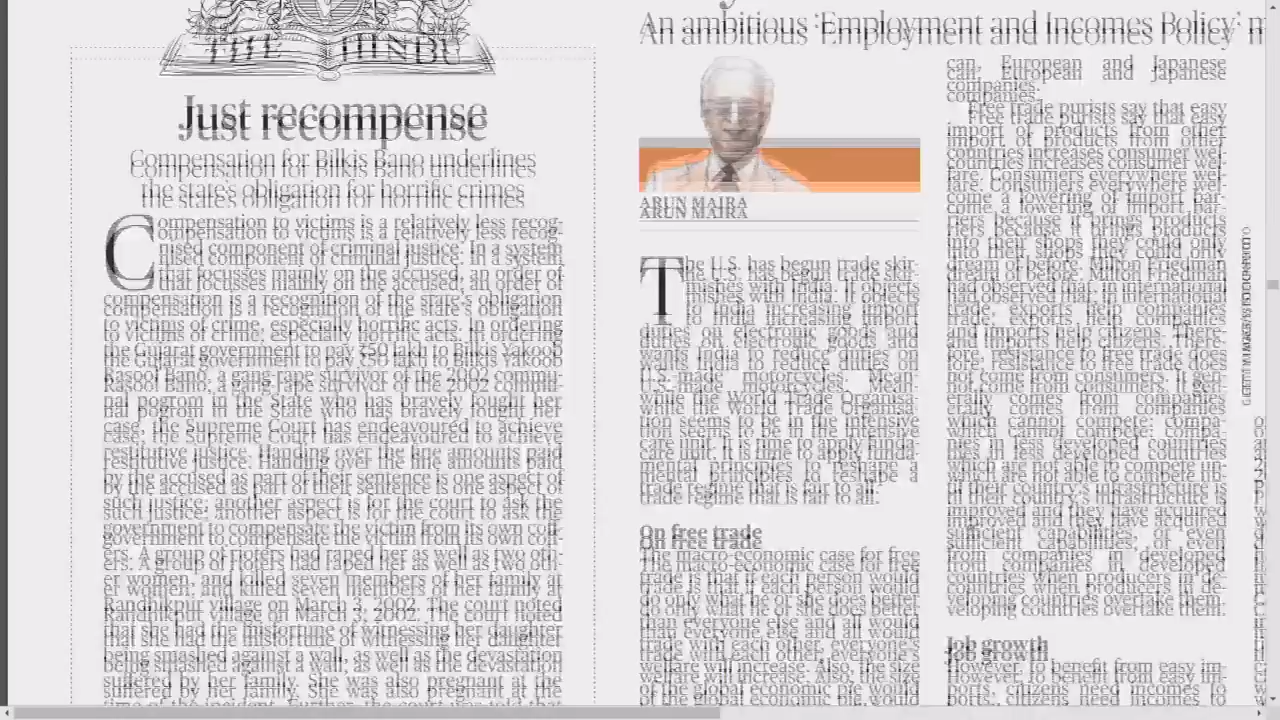 THE HINDU
Just recompense
Compensation for Bilkis Bano underlines
the state's obligation for horrific crimes
Compensation to victims is a relatively less recog-
nised component of criminal justice. In a system
that focusses mainly on the accused, an order of
compensation is a recognition of the state's obligation
to victims of crime, especially horrific acts. In ordering
the Gujarat government to pay ₹50 lakh to Bilkis Yakoob
Rasool Bano, a gang-rape survivor of the 2002 commu-
nal pogrom in the State who has bravely fought her
case, the Supreme Court has endeavoured to achieve
restitutive justice. Handing over the fine amounts paid
by the accused as part of their sentence is one aspect of
such justice; another aspect is for the court to ask the
government to compensate the victim from its own coff-
ers. A group of rioters had raped her as well as two oth-
er women, and killed seven members of her family at
Randhikpur village on March 3, 2002. The court noted
that she had the misfortune of witnessing her daughter
being smashed against a wall, as well as the devastation
suffered by her family. She was also pregnant at the
time of the incident. Further, the court was told that
An ambitious 'Employment and Incomes Policy'
ARUN MAIRA
The U.S. has begun trade skir-
mishes with India. It objects
to India increasing import
duties on electronic goods and
wants India to reduce duties on
U.S.-made motorcycles. Mean-
while the World Trade Organisa-
tion seems to be in the intensive
care unit. It is time to apply funda-
mental principles to reshape a
trade regime that is fair to all.
On free trade
The macro-economic case for free
trade is that if each person would
do only what he or she does better
than everyone else and all would
trade with each other, everyone's
welfare will increase. Also, the size
of the global economic pie would
can, European and Japanese
companies.
Free trade purists say that easy
import of products from other
countries increases consumer wel-
fare. Consumers everywhere wel-
come a lowering of import bar-
riers because it brings products
into their shops they could only
dream of before. Milton Friedman
had observed that, in international
trade, exports help companies
and imports help citizens. There-
fore, resistance to free trade does
not come from consumers. It gen-
erally comes from companies
which cannot compete: compa-
nies in less developed countries
which are not able to compete un-
til their country's infrastructure is
improved and they have acquired
sufficient capabilities, or even
from companies in developed
countries when producers in de-
veloping countries overtake them.
Job growth
However, to benefit from easy im-
ports, citizens need incomes to